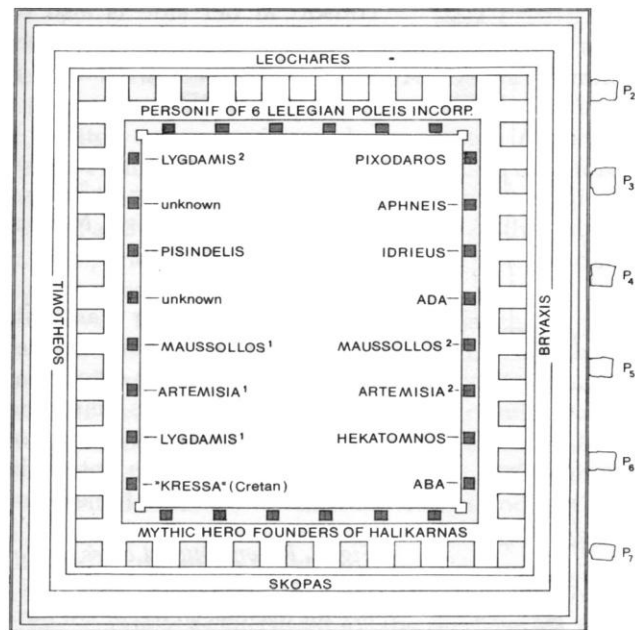 LEOCHARES
PERSONIF OF 6 LELEGIAN POLEIS INCORP.
LYGDAMIS² PIXODAROS
unknown APHNEIS
PISINDELIS IDRIEUS
unknown ADA
MAUSSOLLOS¹ MAUSSOLLOS²
ARTEMISIA¹ ARTEMISIA²
LYGDAMIS¹ HEKATOMNOS
"KRESSA" (Cretan) ABA
MYTHIC HERO FOUNDERS OF HALIKARNAS
SKOPAS
TIMOTHEOS
BRYAXIS
P₂
P₃
P₄
P₅
P₆
P₇